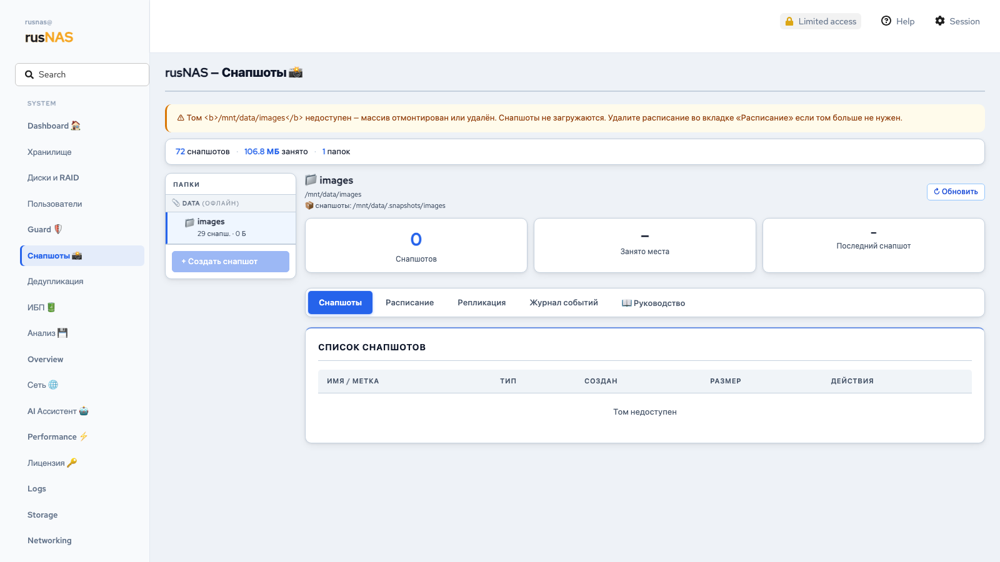 rusnas@
rusNAS
Search
SYSTEM
Dashboard 🏠
Хранилище
Диски и RAID
Пользователи
Guard 🛡️
Снапшоты 📸
Дедупликация
ИБП 🔋
Анализ 💾
Overview
Сеть 🌐
AI Ассистент 🤖
Performance ⚡
Лицензия 🔑
Logs
Storage
Networking
Limited access
Help
Session
rusNAS — Снапшоты 📸
⚠ Том <b>/mnt/data/images</b> недоступен — массив отмонтирован или удалён. Снапшоты не загружаются. Удалите расписание во вкладке «Расписание» если том больше не нужен.
72 снапшотов · 106.8 МБ занято · 1 папок
ПАПКИ
📎 DATA (ОФЛАЙН)
📁 images
29 снапш. · 0 Б
+ Создать снапшот
📁 images
/mnt/data/images
📦 снапшоты: /mnt/data/.snapshots/images
↻ Обновить
0
Снапшотов
—
Занято места
—
Последний снапшот
Снапшоты
Расписание
Репликация
Журнал событий
📖 Руководство
СПИСОК СНАПШОТОВ
ИМЯ / МЕТКА
ТИП
СОЗДАН
РАЗМЕР
ДЕЙСТВИЯ
Том недоступен